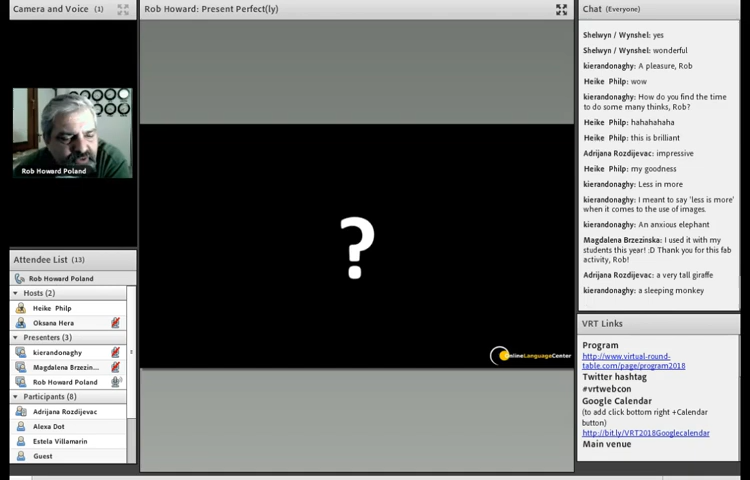 Camera and Voice (1)
Rob Howard Poland
Attendee List (13)
Rob Howard Poland
Hosts (2)
Heike Philp
Oksana Hera
Presenters (3)
kierandonaghy
Magdalena Brzezin...
Rob Howard Poland
Participants (8)
Adrijana Rozdijevac
Alexa Dot
Estela Villamarin
Guest
Rob Howard: Present Perfect(ly)
?
OnlineLanguageCenter
Chat (Everyone)
Shelwyn / Wynshel: yes
Shelwyn / Wynshel: wonderful
kierandonaghy: A pleasure, Rob
Heike Philp: wow
kierandonaghy: How do you find the time
to do some many thinks, Rob?
Heike Philp: hahahahaha
Heike Philp: this is brilliant
Adrijana Rozdijevac: impressive
Heike Philp: my goodness
kierandonaghy: Less in more
kierandonaghy: I meant to say 'less is more'
when it comes to the use of images.
kierandonaghy: An anxious elephant
Magdalena Brzezinska: I used it with my
students this year! :D Thank you for this fab
activity, Rob!
Adrijana Rozdijevac: a very tall giraffe
kierandonaghy: a sleeping monkey
VRT Links
Program
http://www.virtual-round-
table.com/page/program2018
Twitter hashtag
#vrtwebcon
Google Calendar
(to add click bottom right +Calendar
button)
http://bit.ly/VRT2018Googlecalendar
Main venue